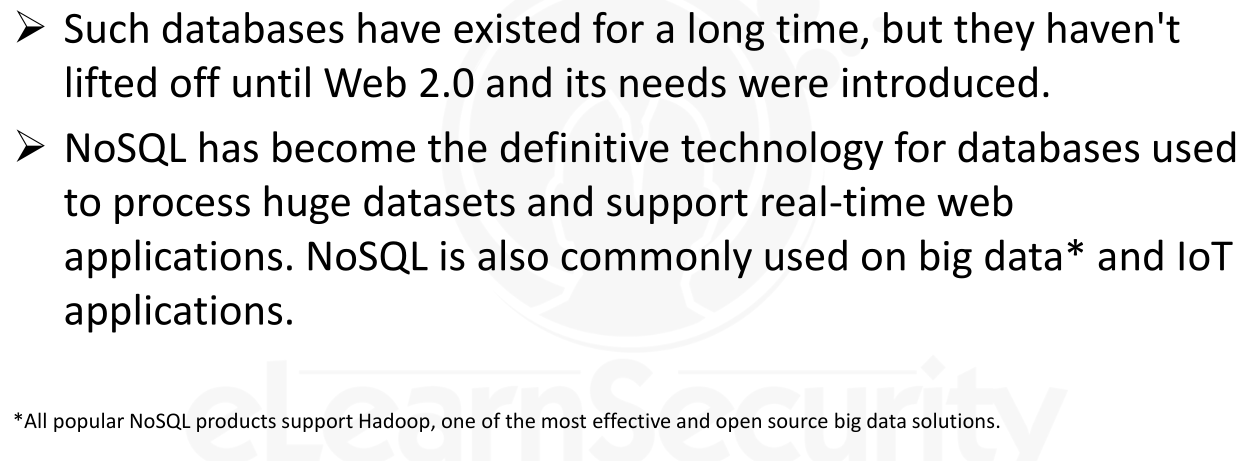 ➢ Such databases have existed for a long time, but they haven't
lifted off until Web 2.0 and its needs were introduced.
➢ NoSQL has become the definitive technology for databases used
to process huge datasets and support real-time web
applications. NoSQL is also commonly used on big data* and IoT
applications.
*All popular NoSQL products support Hadoop, one of the most effective and open source big data solutions.
eLearnSecurity